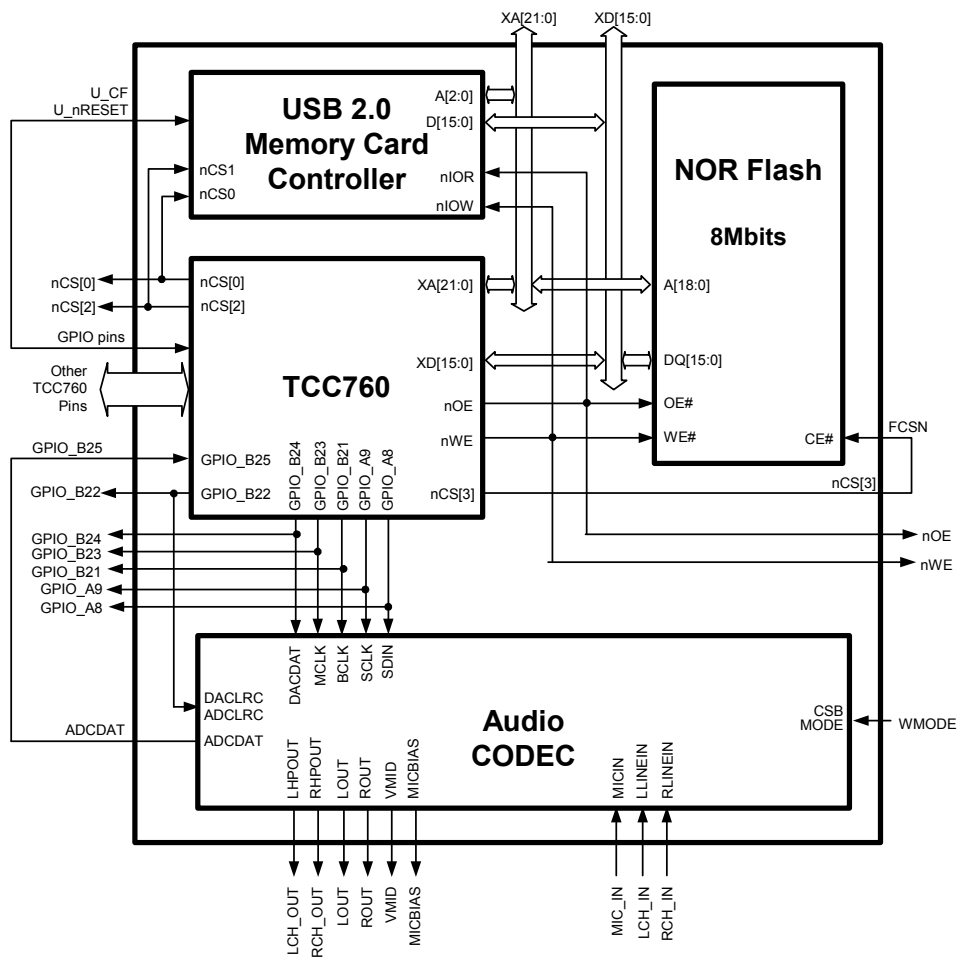 XA[21:0]
XD[15:0]
U_CF
U_nRESET
USB 2.0
Memory Card
Controller
A[2:0]
D[15:0]
nCS1
nCS0
nIOR
nIOW
NOR Flash
8Mbits
A[18:0]
DQ[15:0]
OE#
WE#
CE#
FCSN
nCS[0]
nCS[2]
GPIO pins
Other
TCC760
Pins
GPIO_B25
GPIO_B22
nCS[0]
nCS[2]
XA[21:0]
XD[15:0]
TCC760
nOE
nWE
nCS[3]
nCS[3]
GPIO_B25
GPIO_B22
GPIO_B24
GPIO_B23
GPIO_B21
GPIO_A9
GPIO_A8
nOE
nWE
GPIO_B24
GPIO_B23
GPIO_B21
GPIO_A9
GPIO_A8
DACDAT
MCLK
BCLK
SCLK
SDIN
DACLRC
ADCLRC
ADCDAT
ADCDAT
Audio
CODEC
CSB
MODE
WMODE
LHPOUT
RHPOUT
LOUT
ROUT
VMID
MICBIAS
MICIN
LLINEIN
RLINEIN
LCH_OUT
RCH_OUT
LOUT
ROUT
VMID
MICBIAS
MIC_IN
LCH_IN
RCH_IN